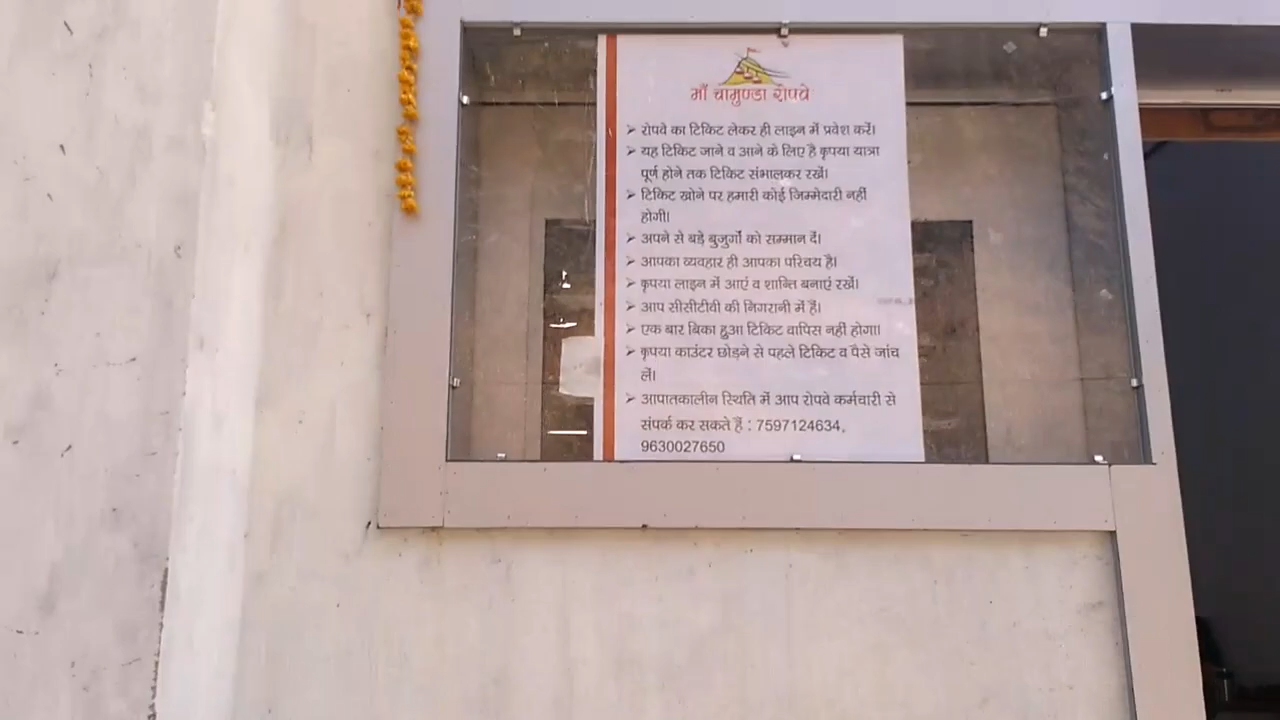 माँ चामुण्डा रोपवे
➢ रोपवे का टिकिट लेकर ही लाइन में प्रवेश करें।
➢ यह टिकिट जाने व आने के लिए है कृपया यात्रा
पूर्ण होने तक टिकिट संभालकर रखें।
➢ टिकिट खोने पर हमारी कोई जिम्मेदारी नहीं
होगी।
➢ अपने से बड़े बुजुर्गों को सम्मान दें।
➢ आपका व्यवहार ही आपका परिचय है।
➢ कृपया लाइन में आएं व शान्ति बनाएं रखें।
➢ आप सीसीटीवी की निगरानी में हैं।
➢ एक बार बिका हुआ टिकिट वापिस नहीं होगा।
➢ कृपया काउंटर छोड़ने से पहले टिकिट व पैसे जांच
लें।
➢ आपातकालीन स्थिति में आप रोपवे कर्मचारी से
संपर्क कर सकते हैं : 7597124634,
9630027650